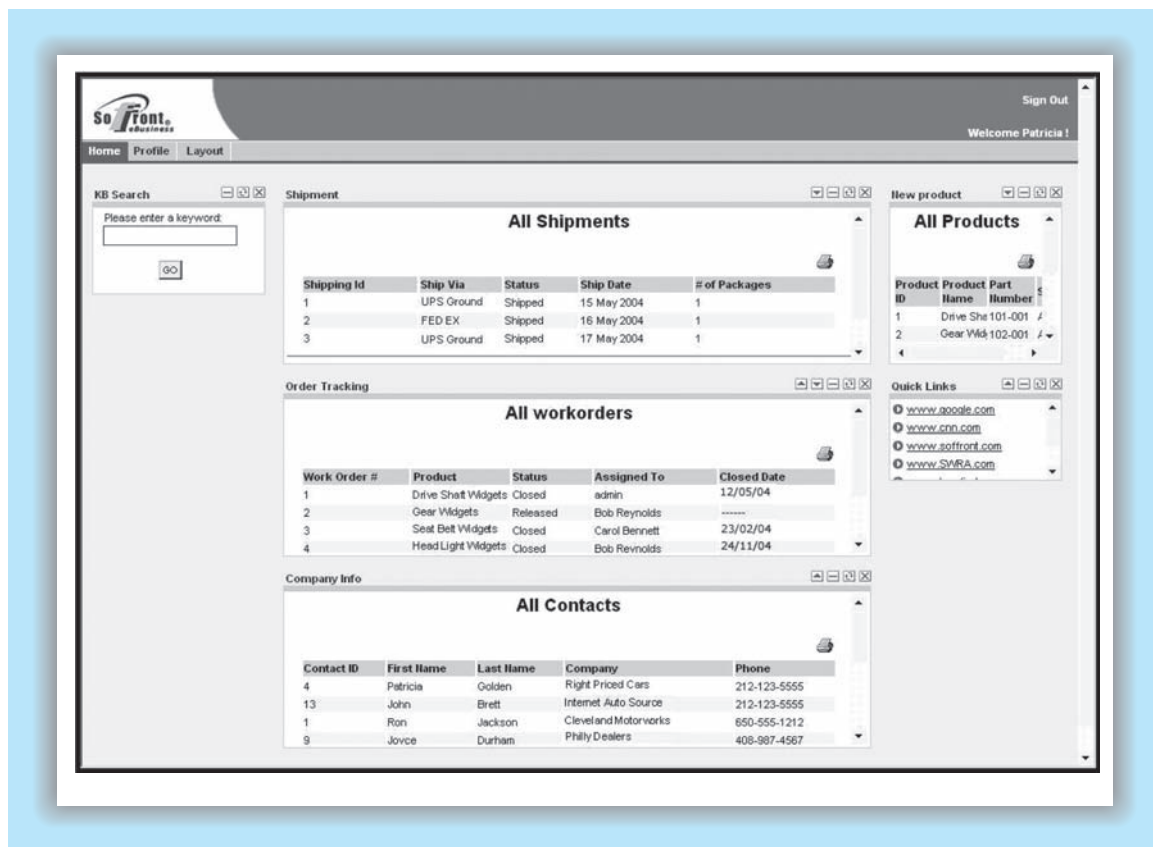 Soffront®
eBusiness
Sign Out
Welcome Patricia !
Home Profile Layout
KB Search
Please enter a keyword:
GO
Shipment
All Shipments
Shipping Id Ship Via Status Ship Date # of Packages
1 UPS Ground Shipped 15 May 2004 1
2 FED EX Shipped 16 May 2004 1
3 UPS Ground Shipped 17 May 2004 1
New product
All Products
Product ID Product Name Part Number
1 Drive Sha 101-001
2 Gear Wid 102-001
Order Tracking
All workorders
Work Order # Product Status Assigned To Closed Date
1 Drive Shaft Widgets Closed admin 12/05/04
2 Gear Widgets Released Bob Reynolds ------
3 Seat Belt Widgets Closed Carol Bennett 23/02/04
4 Head Light Widgets Closed Bob Reynolds 24/11/04
Quick Links
www.google.com
www.cnn.com
www.soffront.com
www.SWRA.com
Company Info
All Contacts
Contact ID First Name Last Name Company Phone
4 Patricia Golden Right Priced Cars 212-123-5555
13 John Brett Internet Auto Source 212-123-5555
1 Ron Jackson Cleveland Motorworks 650-555-1212
9 Joyce Durham Philly Dealers 408-987-4567